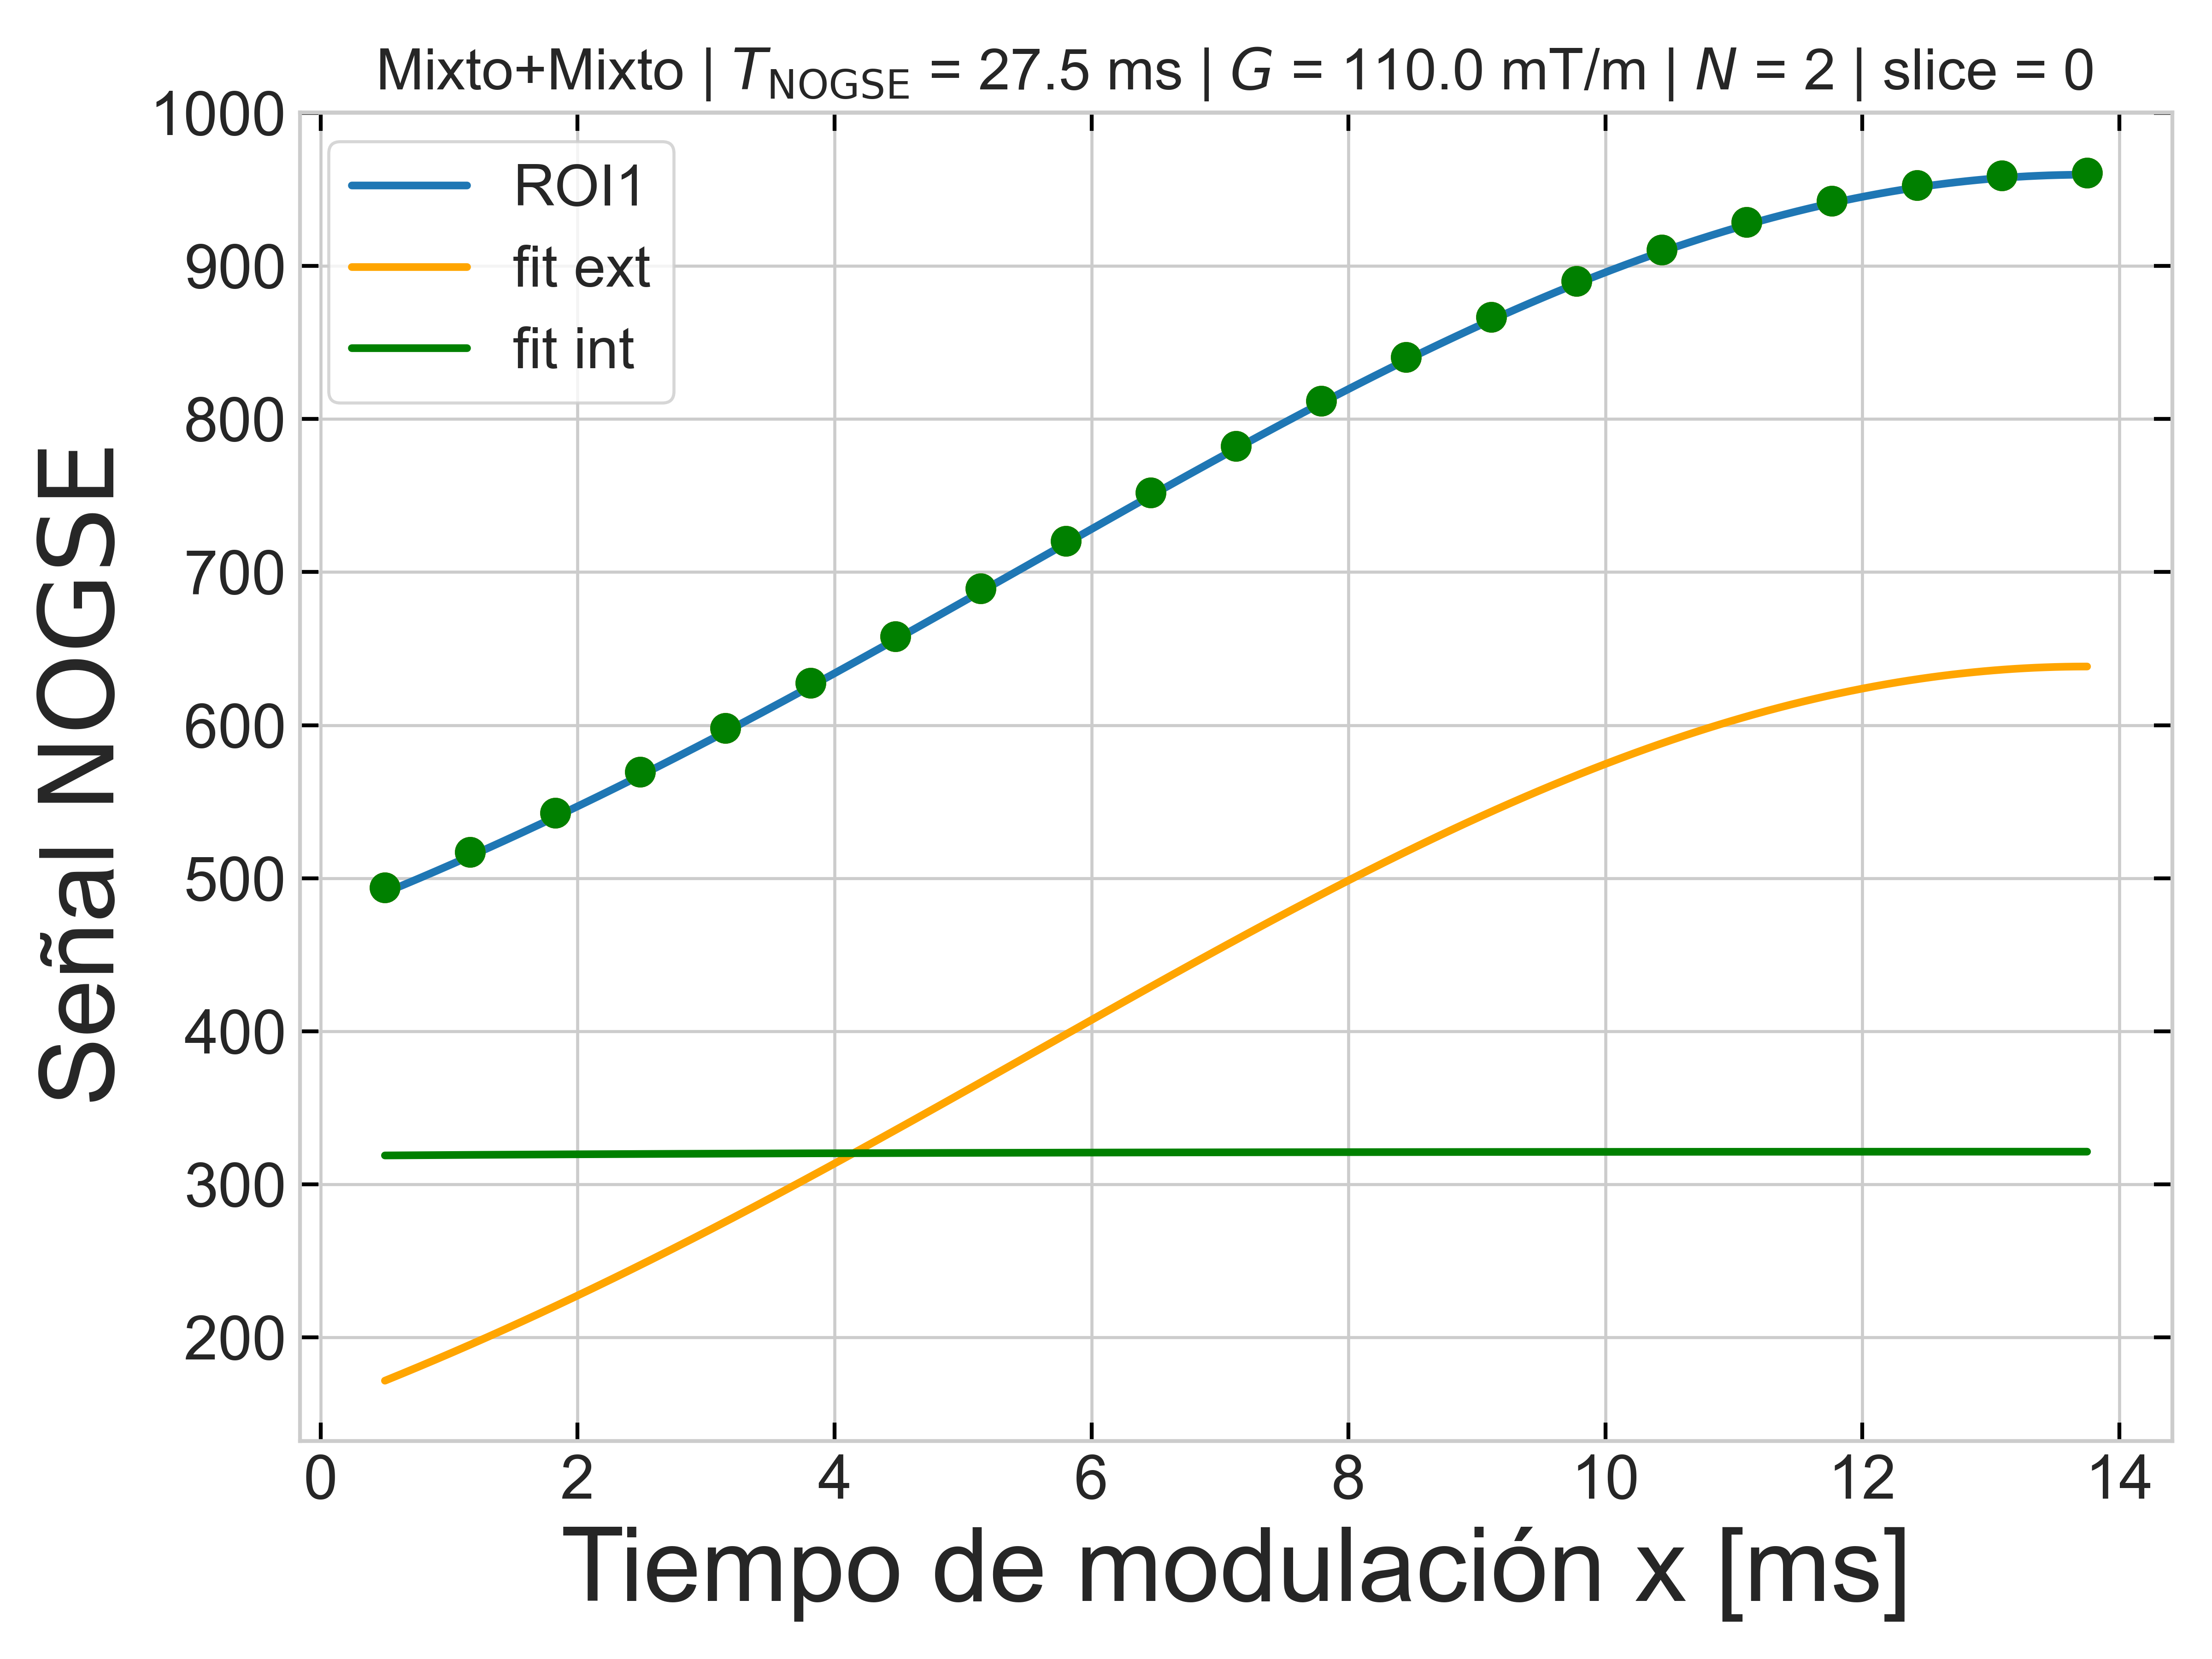 Mixto+Mixto | T_NOGSE = 27.5 ms | G = 110.0 mT/m | N = 2 | slice = 0
1000
900
800
700
600
500
400
300
200
ROI1
fit ext
fit int
Señal NOGSE
0 2 4 6 8 10 12 14
Tiempo de modulación x [ms]